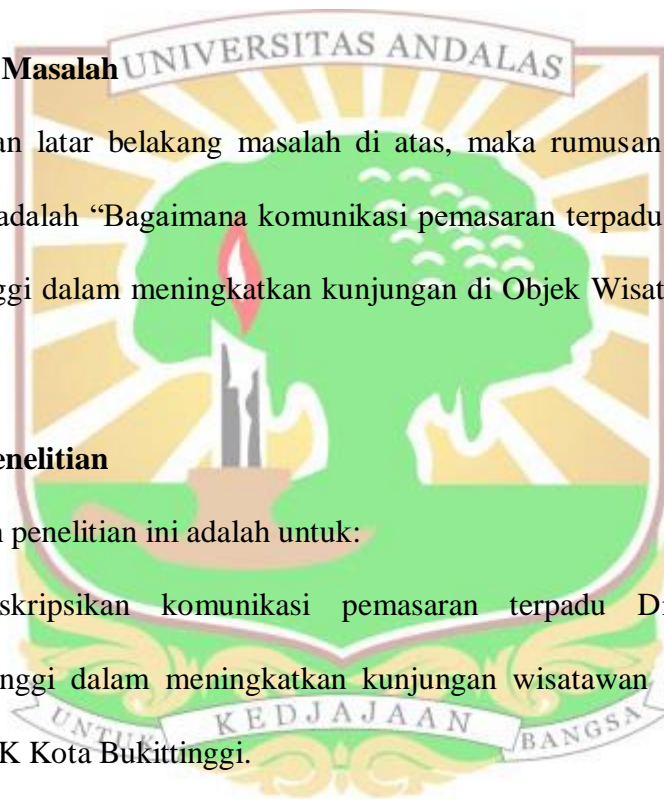 UNIVERSITAS ANDALAS
Masalah
an latar belakang masalah di atas, maka rumusan
adalah “Bagaimana komunikasi pemasaran terpadu
ggi dalam meningkatkan kunjungan di Objek Wisat
enelitian
n penelitian ini adalah untuk:
skripsikan komunikasi pemasaran terpadu Di
nggi dalam meningkatkan kunjungan wisatawan
K Kota Bukittinggi.
UNTUK KEDJAJAAN BANGSA